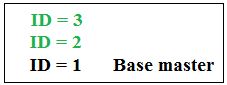 ID = 3
ID = 2
ID = 1 Base master